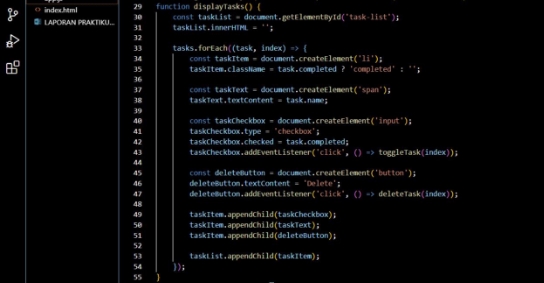 index.html
LAPORAN PRAKTIKU...
29 function displayTasks() {
30     const taskList = document.getElementById('task-list');
31     taskList.innerHTML = '';
32
33     tasks.forEach((task, index) => {
34         const taskItem = document.createElement('li');
35         taskItem.className = task.completed ? 'completed' : '';
36
37         const taskText = document.createElement('span');
38         taskText.textContent = task.name;
39
40         const taskCheckbox = document.createElement('input');
41         taskCheckbox.type = 'checkbox';
42         taskCheckbox.checked = task.completed;
43         taskCheckbox.addEventListener('click', () => toggleTask(index));
44
45         const deleteButton = document.createElement('button');
46         deleteButton.textContent = 'Delete';
47         deleteButton.addEventListener('click', () => deleteTask(index));
48
49         taskItem.appendChild(taskCheckbox);
50         taskItem.appendChild(taskText);
51         taskItem.appendChild(deleteButton);
52
53         taskList.appendChild(taskItem);
54     });
55 }